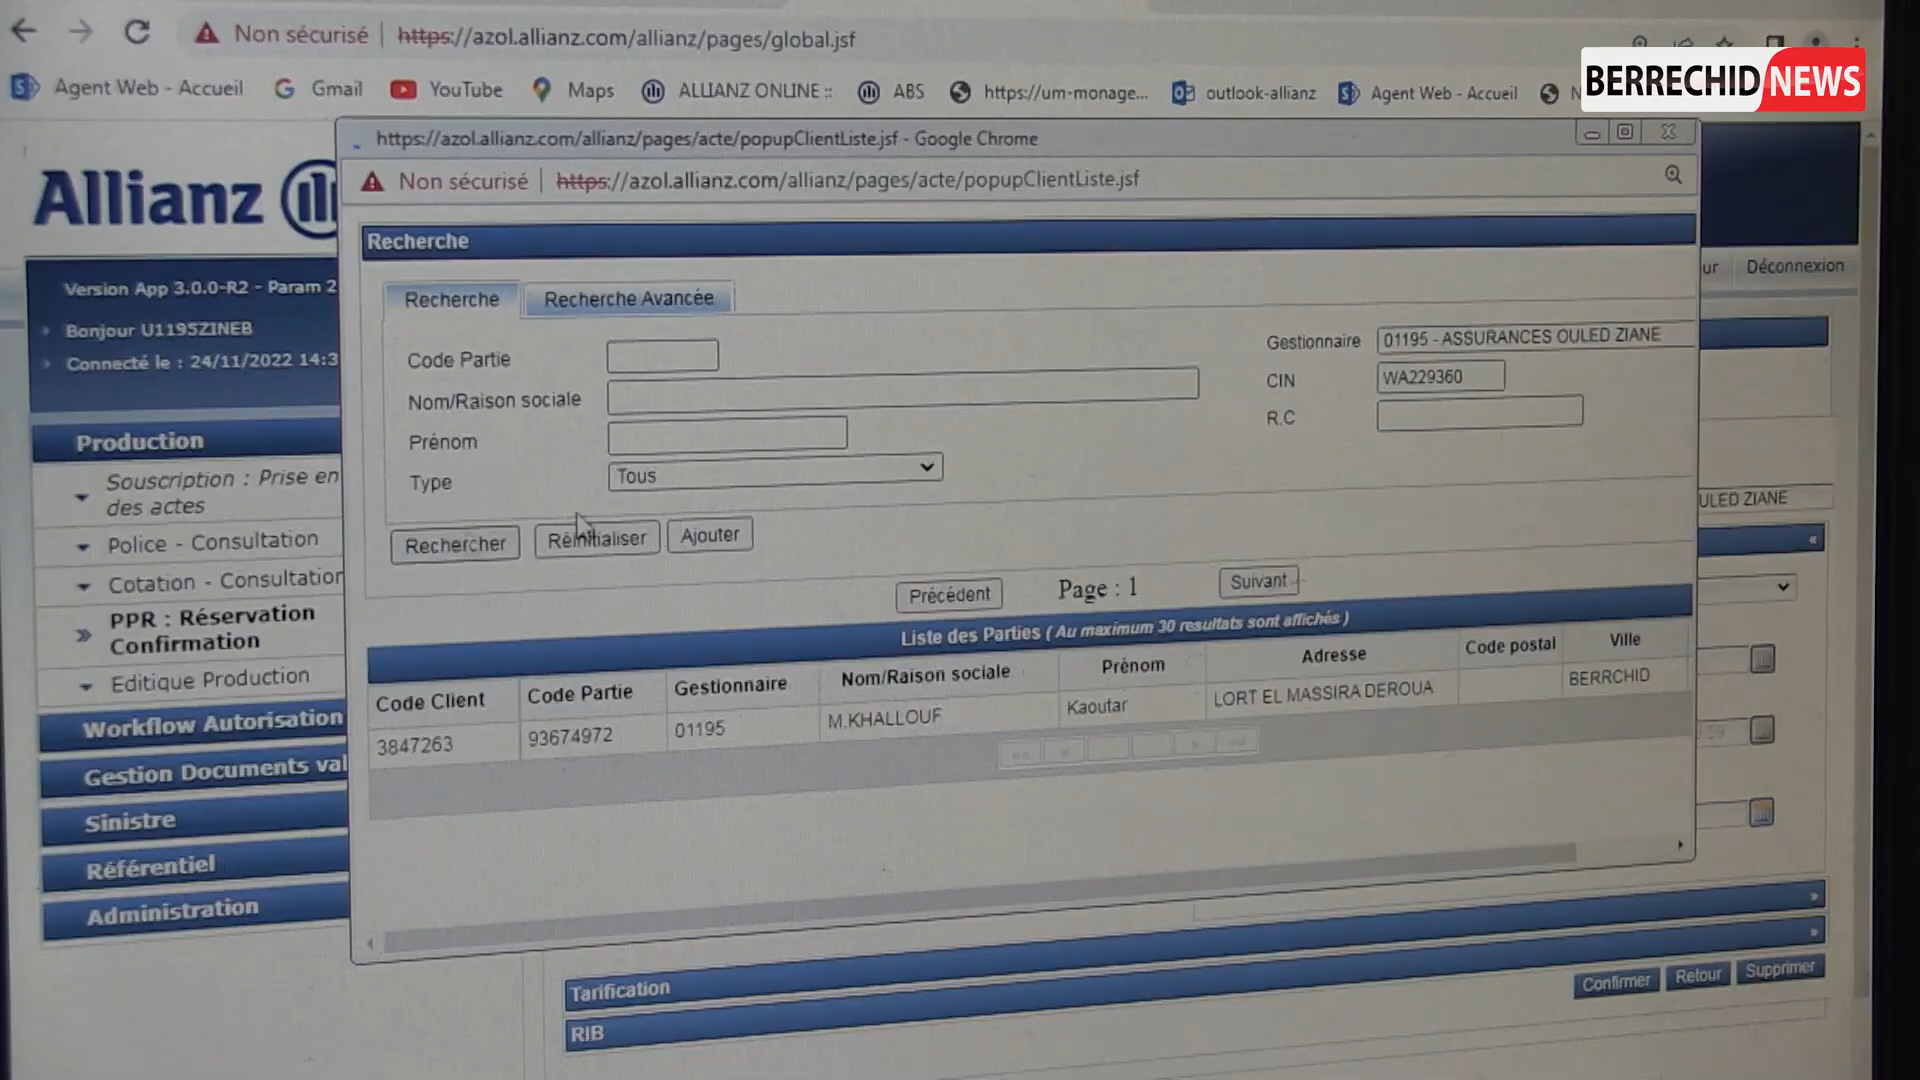 Non sécurisé | https://azol.allianz.com/allianz/pages/global.jsf
BERRECHID NEWS
Agent Web - Accueil Gmail YouTube Maps ALLIANZ ONLINE :: ABS https://um-monage... outlook-allianz Agent Web - Accueil
https://azol.allianz.com/allianz/pages/acte/popupClientListe.jsf - Google Chrome
Non sécurisé | https://azol.allianz.com/allianz/pages/acte/popupClientListe.jsf
Allianz
Déconnexion
Version App 3.0.0-R2 - Param 2
Bonjour U1195ZINEB
Connecté le : 24/11/2022 14:3
Production
Souscription : Prise en
des actes
Police - Consultation
Cotation - Consultation
PPR : Réservation
Confirmation
Editique Production
Workflow Autorisation
Gestion Documents val
Sinistre
Référentiel
Administration
Recherche
Recherche Recherche Avancée
Code Partie
Nom/Raison sociale
Prénom
Type Tous
Gestionnaire 01195 - ASSURANCES OULED ZIANE
CIN WA229360
R.C
Rechercher Réinitialiser Ajouter
Précédent Page : 1 Suivant
Liste des Parties ( Au maximum 30 resultats sont affichés )
Code Client Code Partie Gestionnaire Nom/Raison sociale Prénom Adresse Code postal Ville
3847263 93674972 01195 M.KHALLOUF Kaoutar LORT EL MASSIRA DEROUA BERRCHID
ULED ZIANE
Tarification
RIB
Confirmer Retour Supprimer